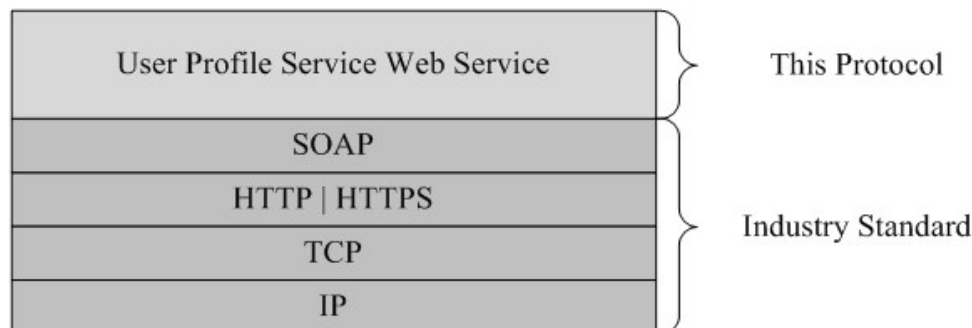 User Profile Service Web Service
This Protocol
SOAP
HTTP | HTTPS
TCP
IP
Industry Standard